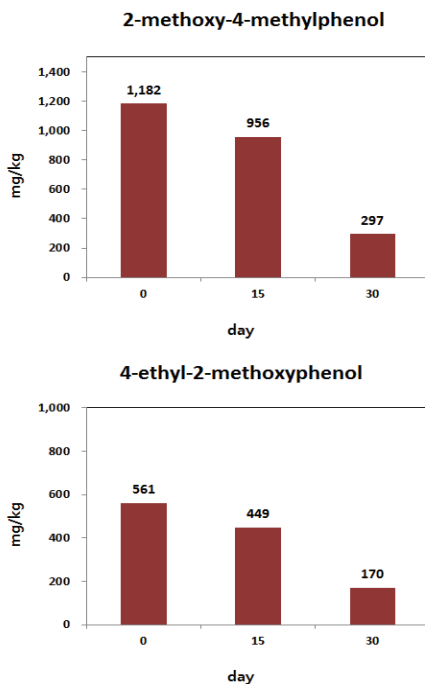 2-methoxy-4-methylphenol
mg/kg
1,400
1,200
1,000
800
600
400
200
0
1,182
956
297
0 15 30
day
4-ethyl-2-methoxyphenol
mg/kg
1,000
800
600
400
200
0
561
449
170
0 15 30
day